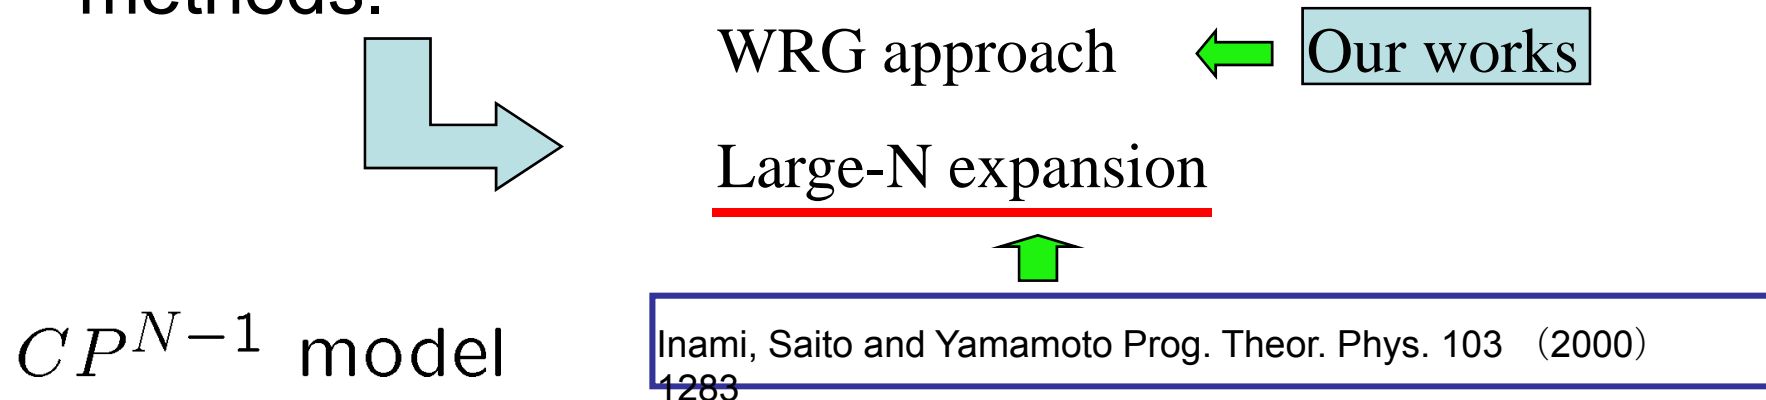 methods.
WRG approach
Our works
Large-N expansion
CP^{N-1} model
Inami, Saito and Yamamoto Prog. Theor. Phys. 103 （2000）
1283